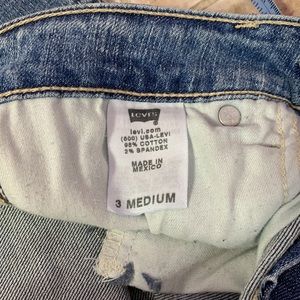 LEVI'S
levi.com
(800) USA-LEVI
98% COTTON
2% SPANDEX
MADE IN
MEXICO
3 MEDIUM